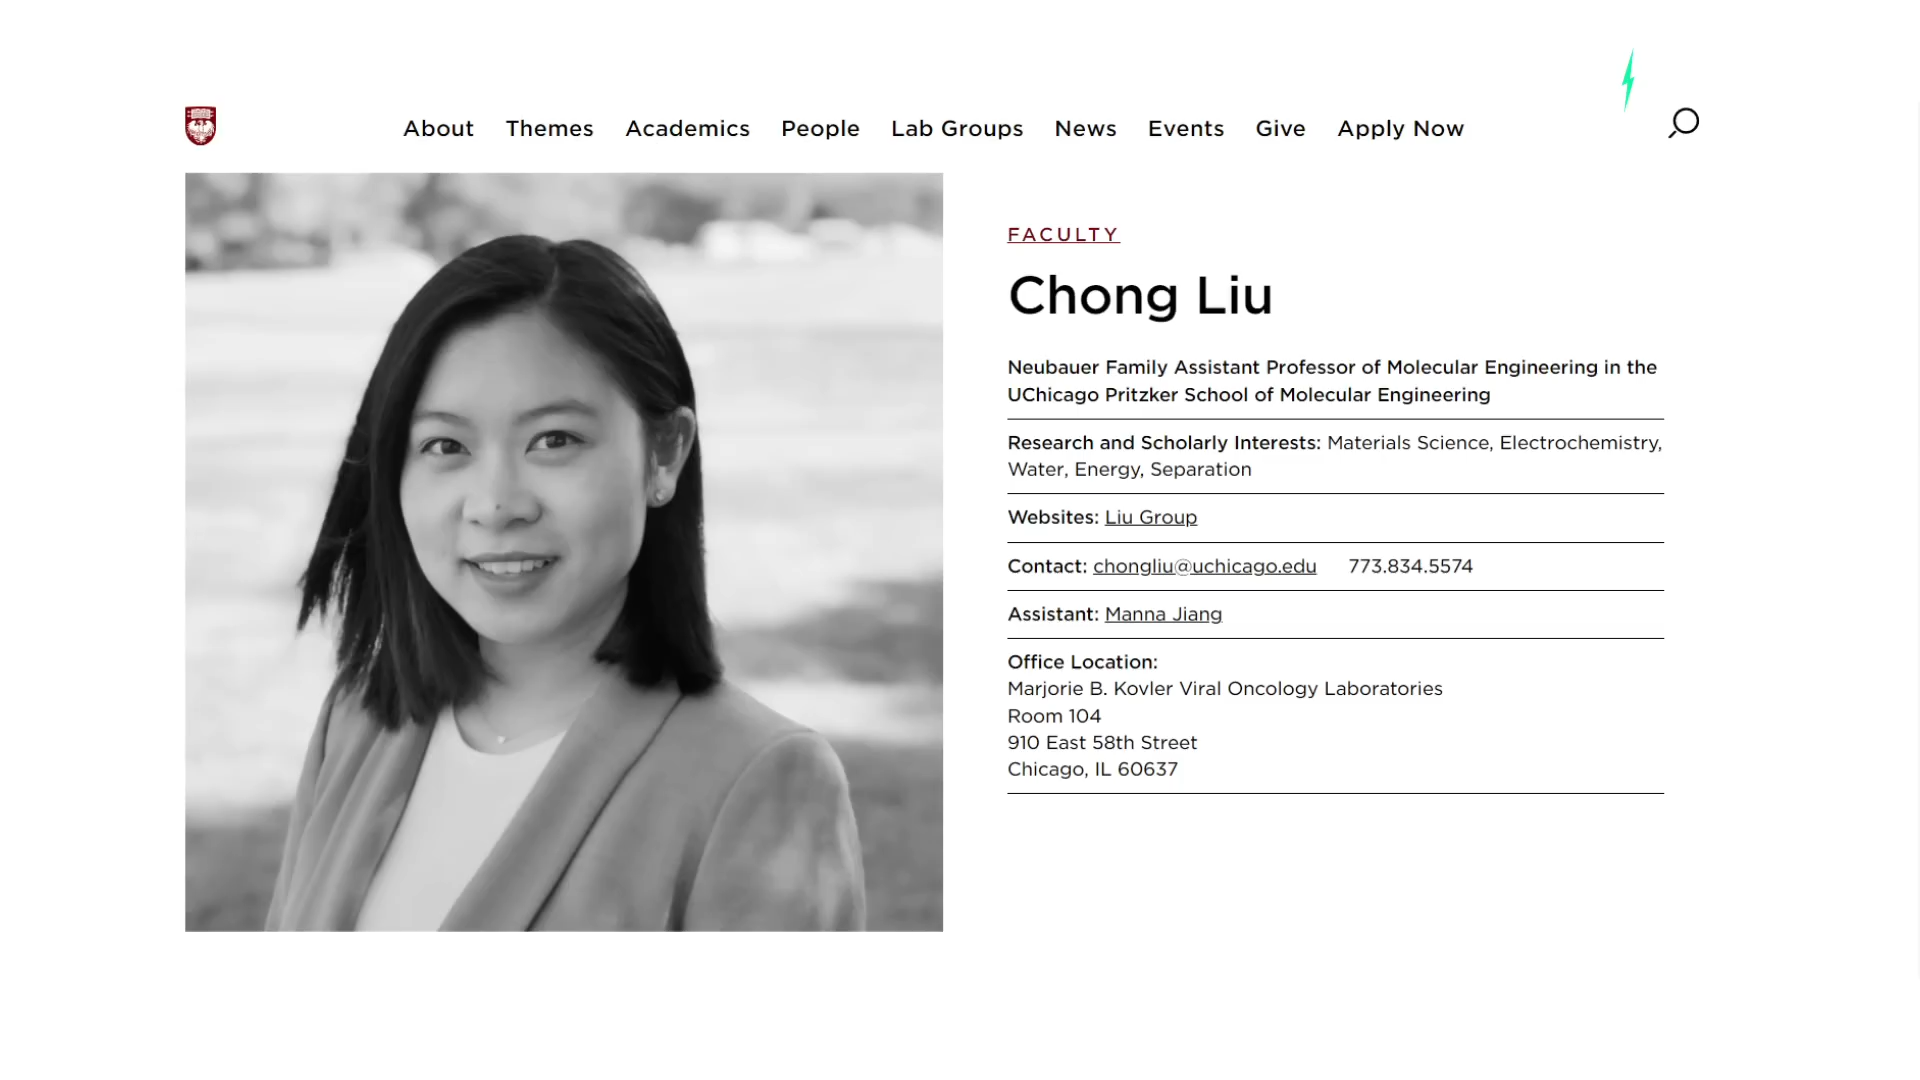 About Themes Academics People Lab Groups News Events Give Apply Now
FACULTY
Chong Liu
Neubauer Family Assistant Professor of Molecular Engineering in the
UChicago Pritzker School of Molecular Engineering
Research and Scholarly Interests: Materials Science, Electrochemistry,
Water, Energy, Separation
Websites: Liu Group
Contact: chongliu@uchicago.edu 773.834.5574
Assistant: Manna Jiang
Office Location:
Marjorie B. Kovler Viral Oncology Laboratories
Room 104
910 East 58th Street
Chicago, IL 60637